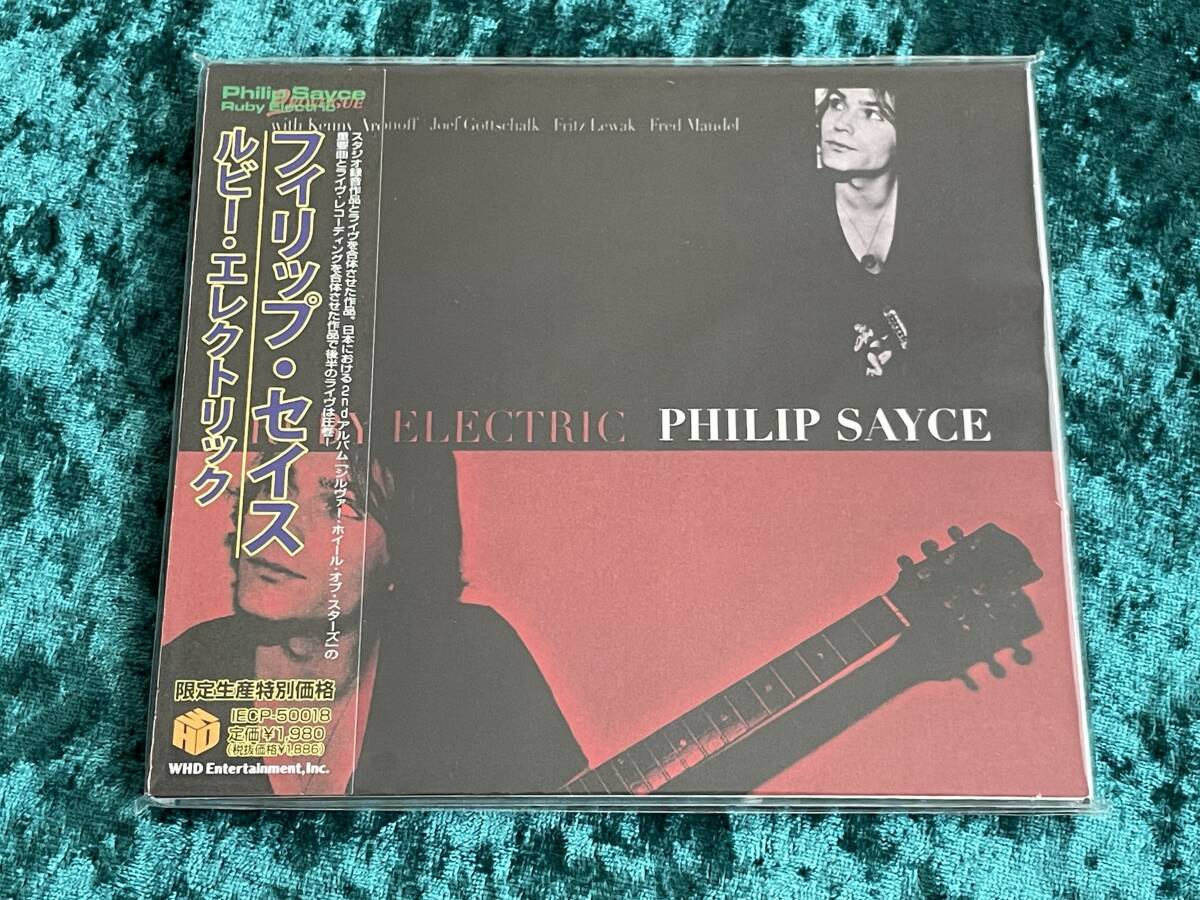 Philip Sayce
Ruby Electric
PROLOGUE
with Kenny Aronoff Joef Gottschalk Fritz Lewak Fred Mandel
スタジオ録音作品とライヴを合体させた作品。日本における2ndアルバム「シルヴァー・ホイール・オブ・スターズ」の
重要曲とライヴ・レコーディングを合体させた作品で後半のライヴは圧巻!
フィリップ・セイス
ルビー・エレクトリック
RUBY ELECTRIC PHILIP SAYCE
限定生産特別価格
WHD
IECP-50018
定価¥1,980
(税抜価格¥1,886)
WHD Entertainment,Inc.